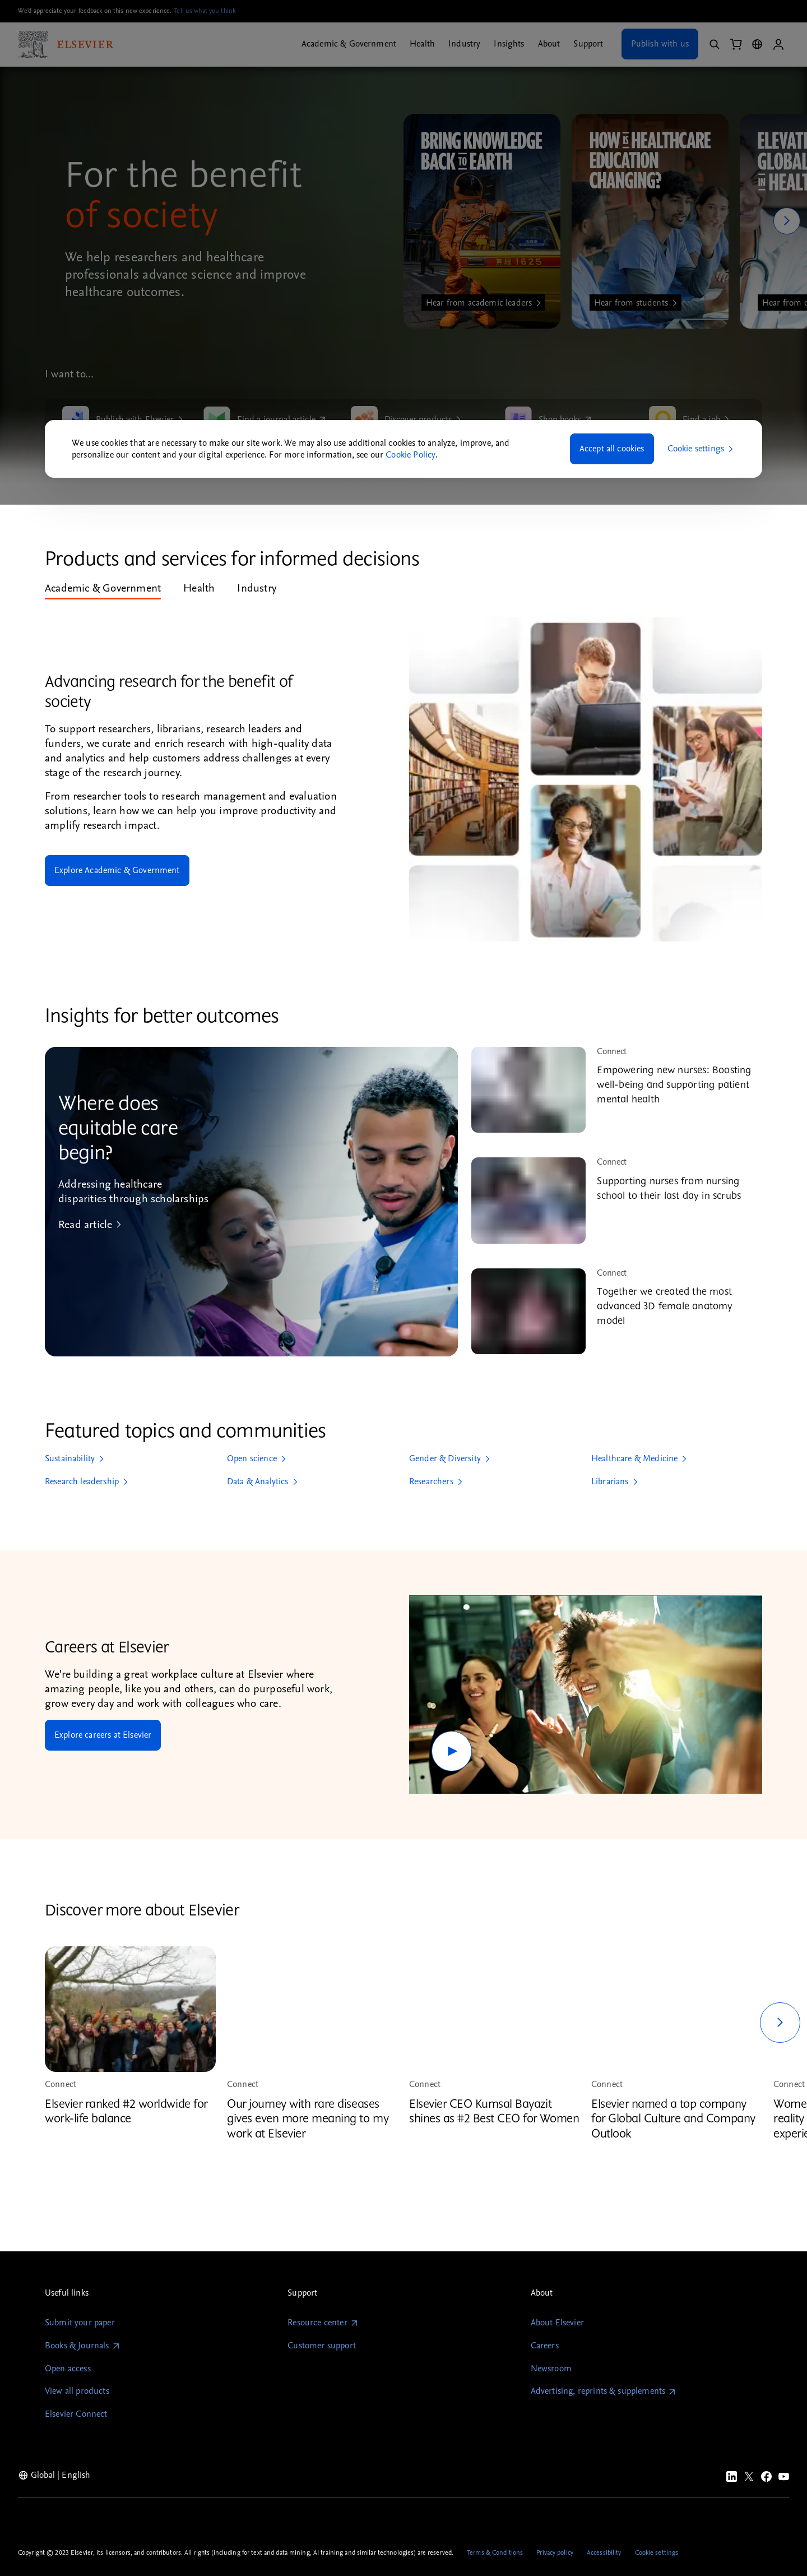 We'd appreciate your feedback on this new experience. Tell us what you think
ELSEVIER
Academic & Government Health Industry Insights About Support Publish with us
For the benefit
of society
We help researchers and healthcare
professionals advance science and improve
healthcare outcomes.
BRING KNOWLEDGE
BACK TO EARTH
1625
Hear from academic leaders
HOW IS HEALTHCARE
EDUCATION
CHANGING?
Hear from students
GLOBAL
IN
Hear from
I want to...
Publish with Elsevier Find a journal article Discover products Shop books Find a job
We use cookies that are necessary to make our site work. We may also use additional cookies to analyze, improve, and
personalize our content and your digital experience. For more information, see our Cookie Policy.
Accept all cookies Cookie settings
Products and services for informed decisions
Academic & Government Health Industry
Advancing research for the benefit of
society
To support researchers, librarians, research leaders and
funders, we curate and enrich research with high-quality data
and analytics and help customers address challenges at every
stage of the research journey.
From researcher tools to research management and evaluation
solutions, learn how we can help you improve productivity and
amplify research impact.
Explore Academic & Government
Insights for better outcomes
Where does
equitable care
begin?
Addressing healthcare
disparities through scholarships
Read article
Connect
Empowering new nurses: Boosting
well-being and supporting patient
mental health
Connect
Supporting nurses from nursing
school to their last day in scrubs
Connect
Together we created the most
advanced 3D female anatomy
model
Featured topics and communities
Sustainability Open science Gender & Diversity Healthcare & Medicine
Research leadership Data & Analytics Researchers Librarians
Careers at Elsevier
We're building a great workplace culture at Elsevier where
amazing people, like you and others, can do purposeful work,
grow every day and work with colleagues who care.
Explore careers at Elsevier
Discover more about Elsevier
Connect
Elsevier ranked #2 worldwide for
work-life balance
Connect
Our journey with rare diseases
gives even more meaning to my
work at Elsevier
Connect
Elsevier CEO Kumsal Bayazit
shines as #2 Best CEO for Women
Connect
Elsevier named a top company
for Global Culture and Company
Outlook
Connect
reality
Useful links
Submit your paper
Books & Journals
Open access
View all products
Elsevier Connect
Support
Resource center
Customer support
About
About Elsevier
Careers
Newsroom
Advertising, reprints & supplements
Global | English
Copyright © 2023 Elsevier, its licensors, and contributors. All rights (including for text and data mining, AI training and similar technologies) are reserved. Terms & Conditions Privacy policy Accessibility Cookie settings